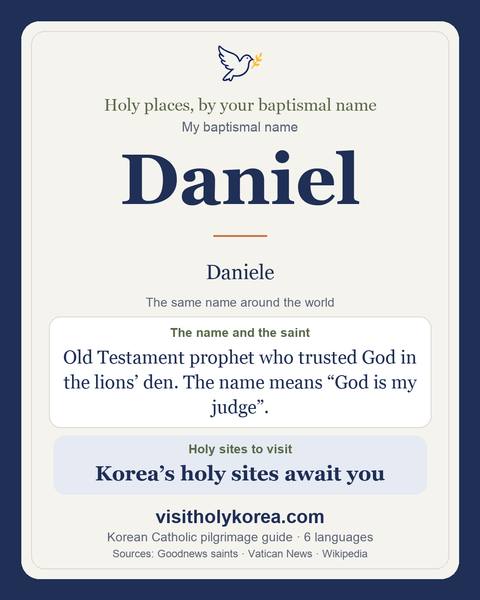 Holy places, by your baptismal name
My baptismal name
Daniel
Daniele
The same name around the world
The name and the saint
Old Testament prophet who trusted God in
the lions’ den. The name means “God is my
judge”.
Holy sites to visit
Korea’s holy sites await you
visitholykorea.com
Korean Catholic pilgrimage guide · 6 languages
Sources: Goodnews saints · Vatican News · Wikipedia